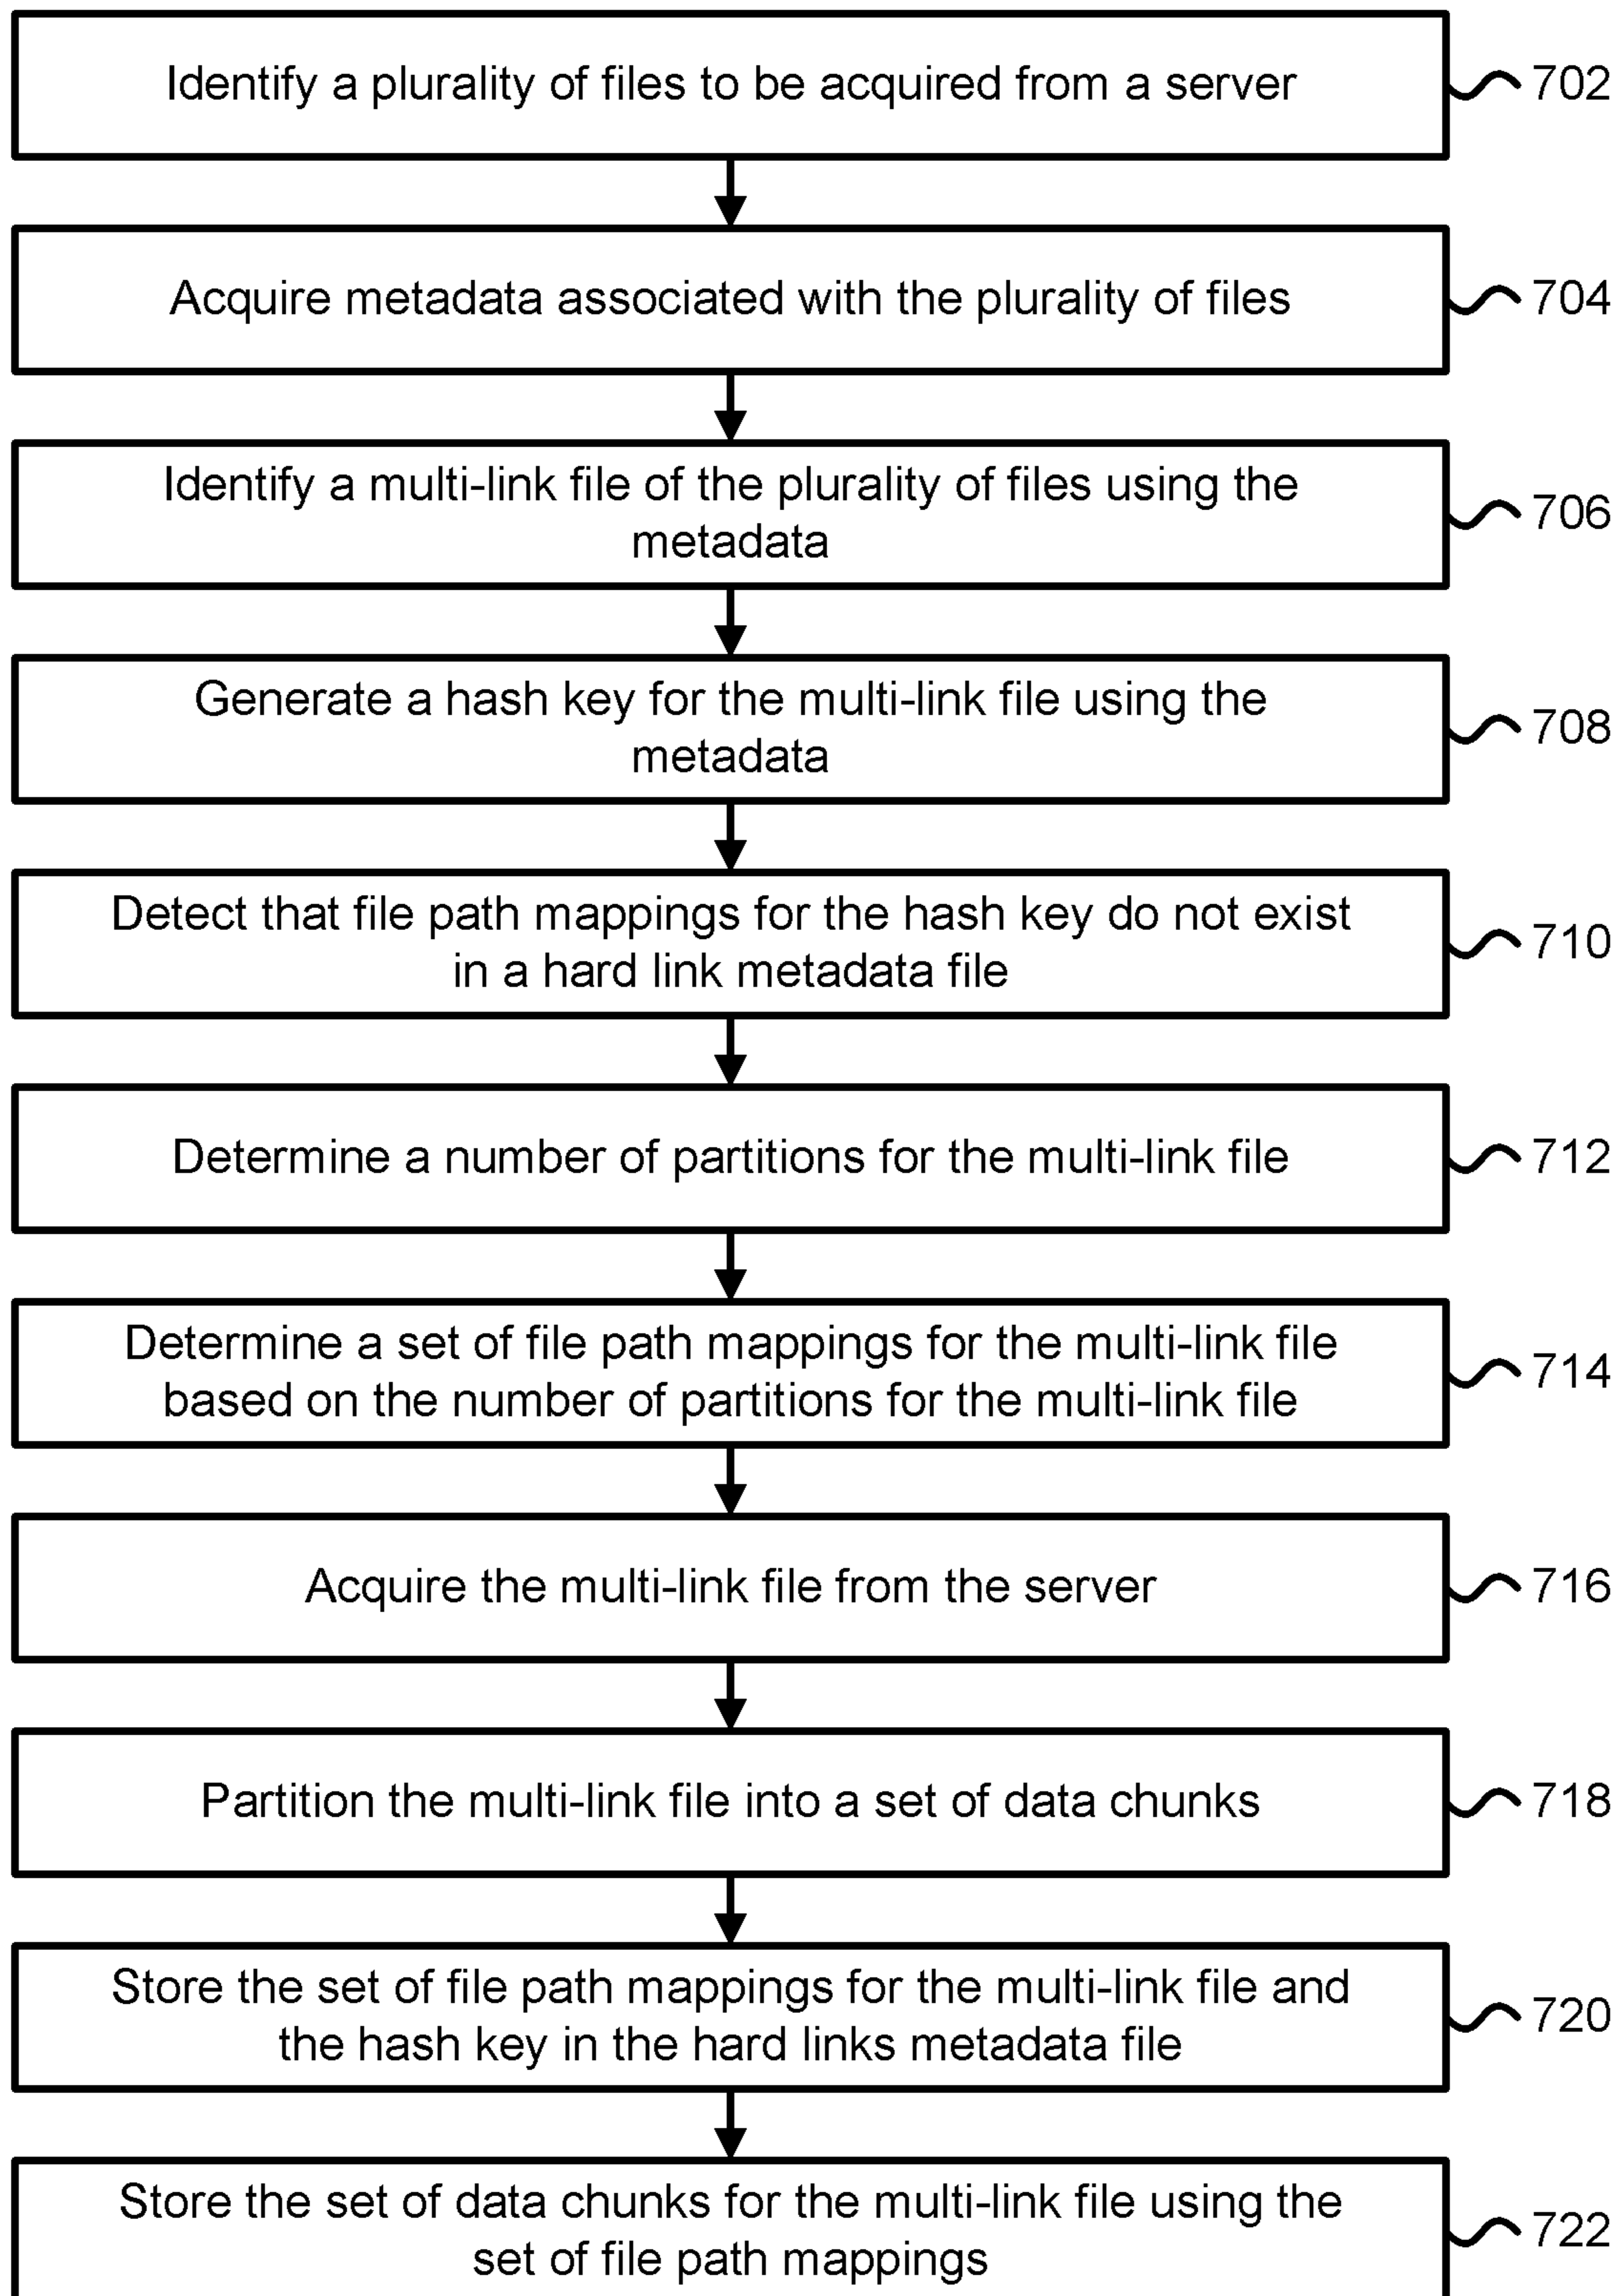 Identify a plurality of files to be acquired from a server
702
Acquire metadata associated with the plurality of files
704
Identify a multi-link file of the plurality of files using the
metadata
706
Generate a hash key for the multi-link file using the
metadata
708
Detect that file path mappings for the hash key do not exist
in a hard link metadata file
710
Determine a number of partitions for the multi-link file
712
Determine a set of file path mappings for the multi-link file
based on the number of partitions for the multi-link file
714
Acquire the multi-link file from the server
716
Partition the multi-link file into a set of data chunks
718
Store the set of file path mappings for the multi-link file and
the hash key in the hard links metadata file
720
Store the set of data chunks for the multi-link file using the
set of file path mappings
722